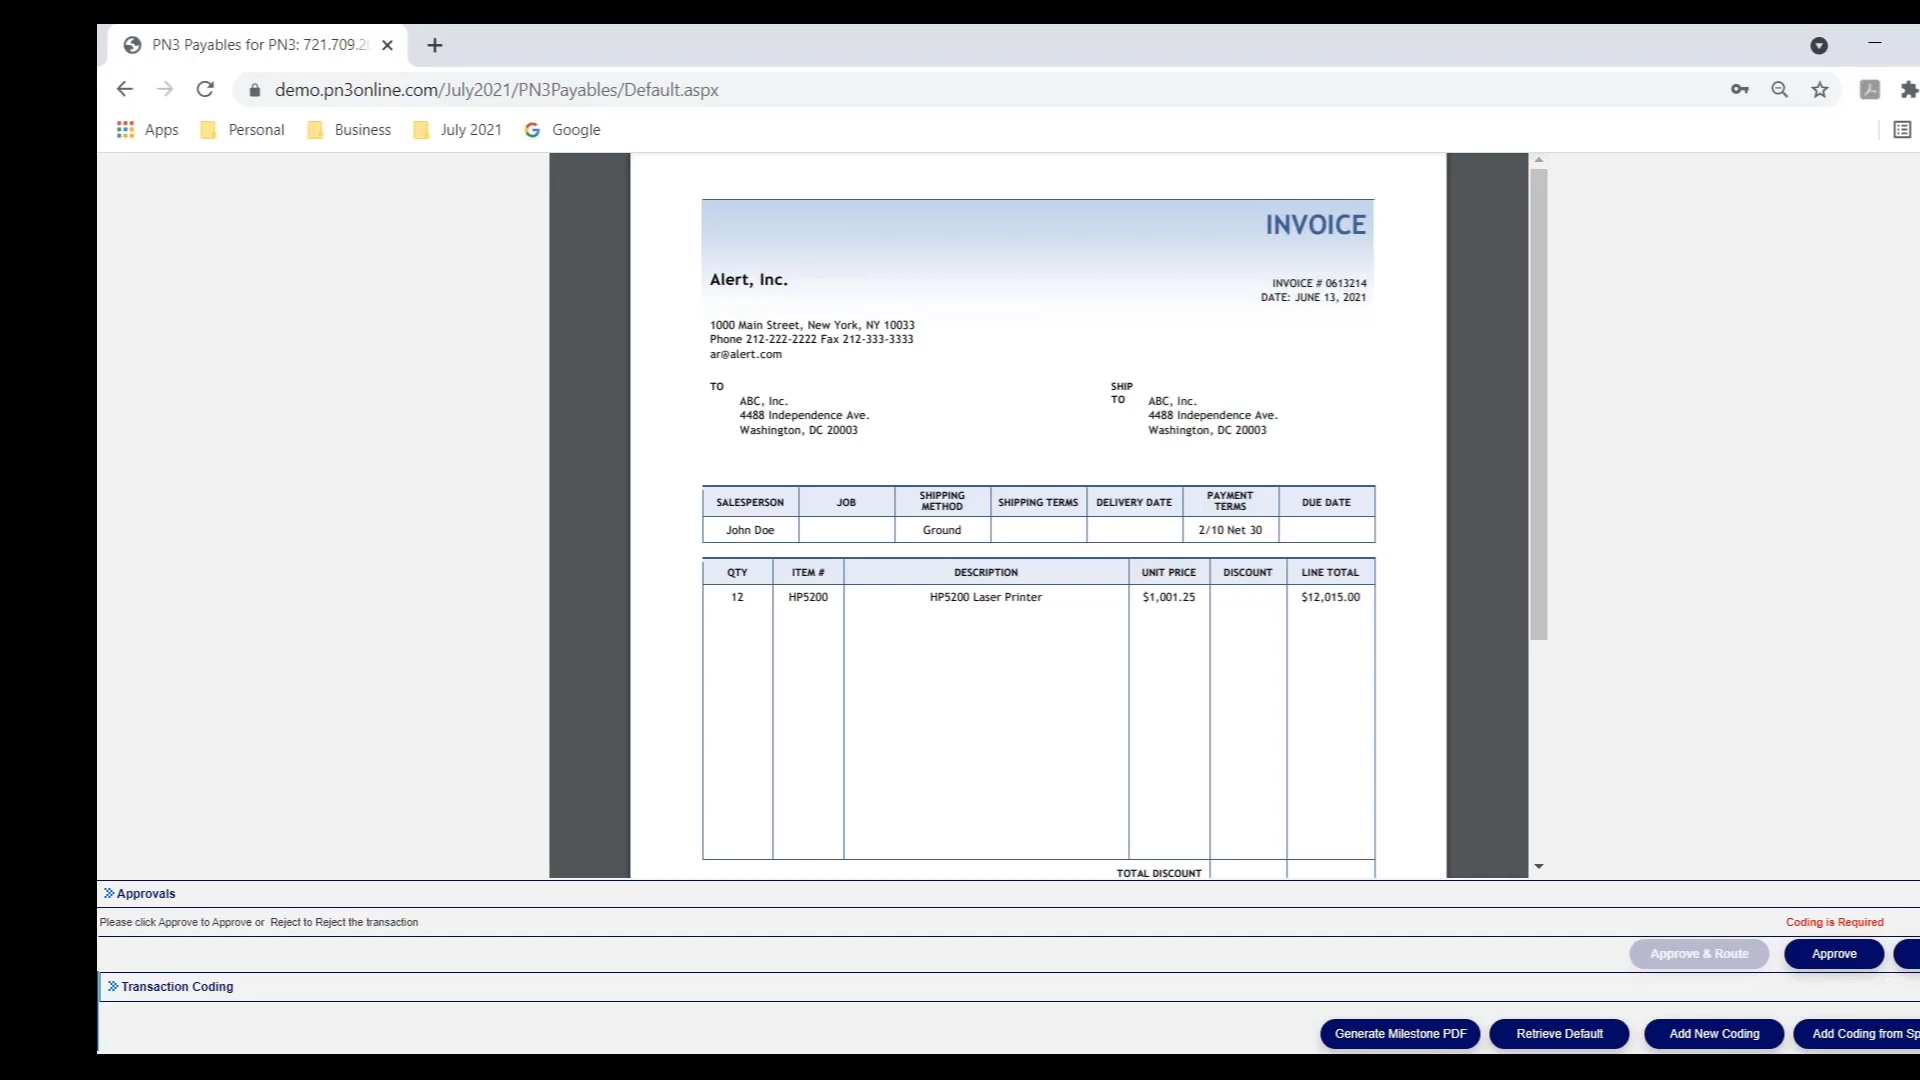 PN3 Payables for PN3: 721.709.20
demo.pn3online.com/July2021/PN3Payables/Default.aspx
Apps Personal Business July 2021 Google
INVOICE
Alert, Inc.
INVOICE # 0613214
DATE: JUNE 13, 2021
1000 Main Street, New York, NY 10033
Phone 212-222-2222 Fax 212-333-3333
ar@alert.com
TO
ABC, Inc.
4488 Independence Ave.
Washington, DC 20003
SHIP
TO
ABC, Inc.
4488 Independence Ave.
Washington, DC 20003
SALESPERSON JOB SHIPPING METHOD SHIPPING TERMS DELIVERY DATE PAYMENT TERMS DUE DATE
John Doe Ground 2/10 Net 30
QTY ITEM # DESCRIPTION UNIT PRICE DISCOUNT LINE TOTAL
12 HP5200 HP5200 Laser Printer $1,001.25 $12,015.00
TOTAL DISCOUNT
Approvals
Please click Approve to Approve or Reject to Reject the transaction Coding is Required
Approve & Route Approve
Transaction Coding
Generate Milestone PDF Retrieve Default Add New Coding Add Coding from Sp